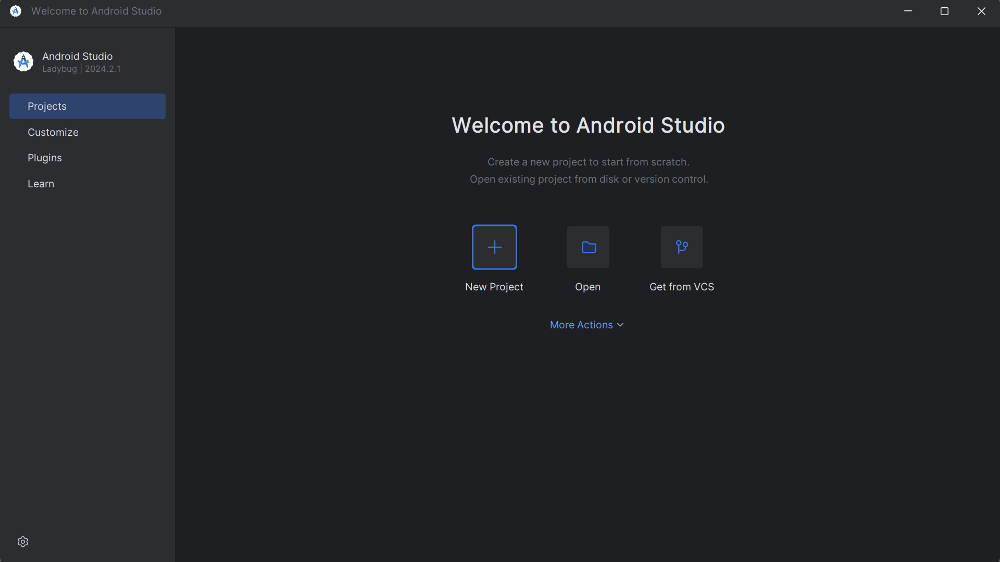 Welcome to Android Studio
Android Studio
Ladybug | 2024.2.1
Projects
Customize
Plugins
Learn
Welcome to Android Studio
Create a new project to start from scratch.
Open existing project from disk or version control.
New Project
Open
Get from VCS
More Actions